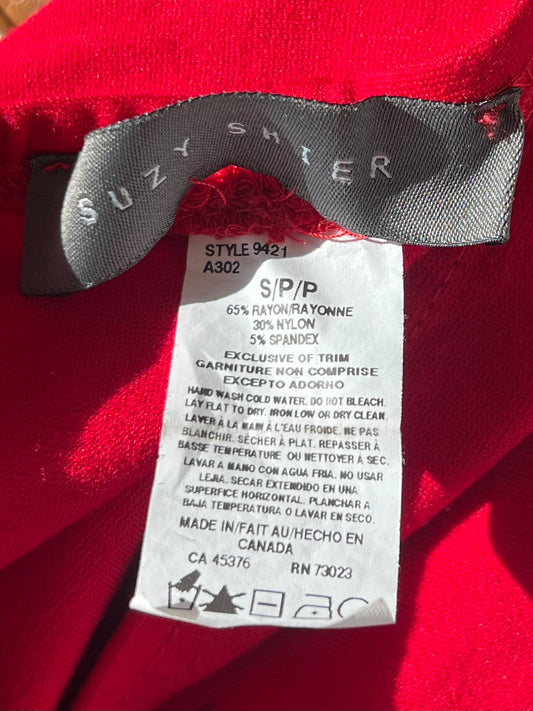 SUZY SHIER
STYLE 9421
A302
S/P/P
65% RAYON/RAYONNE
30% NYLON
5% SPANDEX
EXCLUSIVE OF TRIM
GARNITURE NON COMPRISE
EXCEPTO ADORNO
HAND WASH COLD WATER. DO NOT BLEACH.
LAY FLAT TO DRY. IRON LOW OR DRY CLEAN.
LAVER À LA MAIN À L'EAU FROIDE. NE PAS
BLANCHIR. SÉCHER À PLAT. REPASSER À
BASSE TEMPERATURE OU NETTOYER À SEC.
LAVAR A MANO CON AGUA FRIA. NO USAR
LEJIA. SECAR EXTENDIDO EN UNA
SUPERFICE HORIZONTAL. PLANCHAR A
BAJA TEMPERATURA O LAVAR EN SECO.
MADE IN/FAIT AU/HECHO EN
CANADA
CA 45376 RN 73023